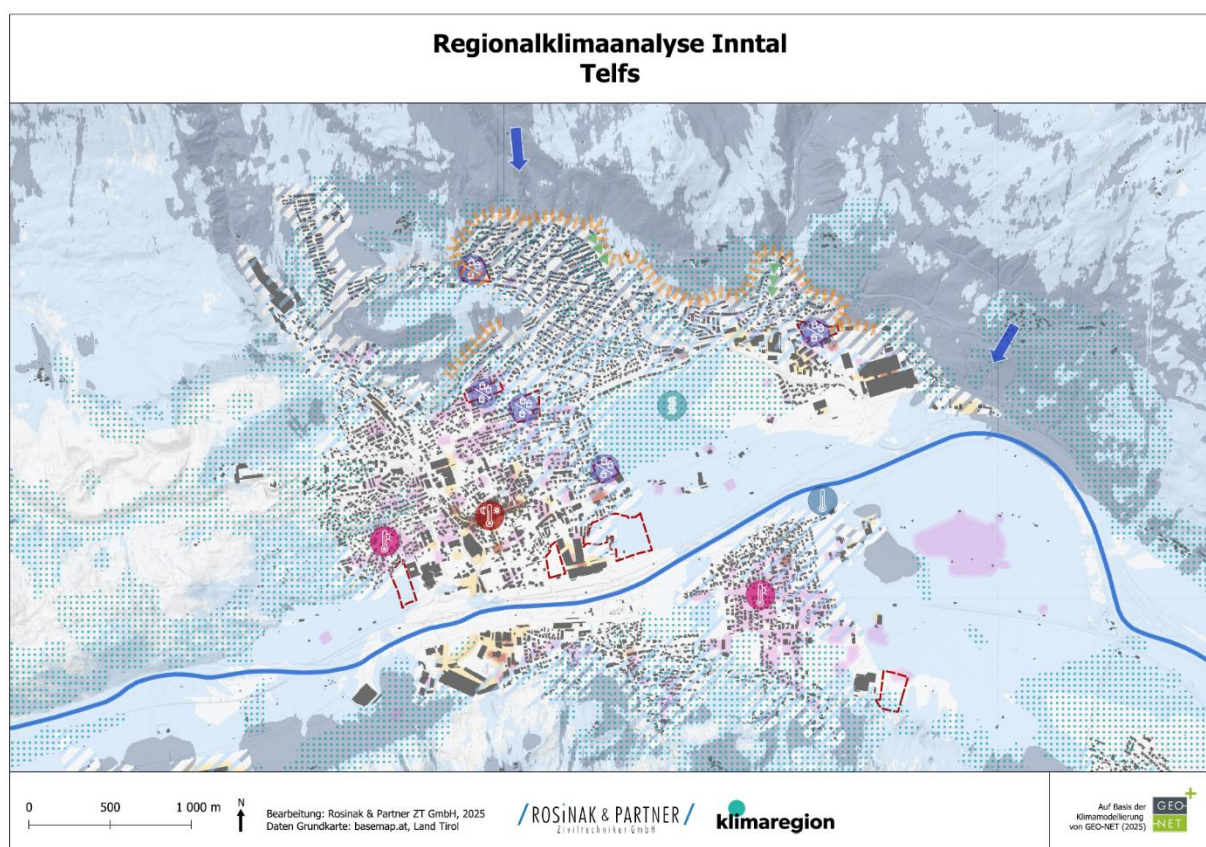 Regionalklimaanalyse Inntal
Telfs
0 500 1 000 m
N
Bearbeitung: Rosinak & Partner ZT GmbH, 2025
Daten Grundkarte: basemap.at, Land Tirol
/ ROSiNAK & PARTNER /
Ziviltechniker GmbH
klimaregion
Auf Basis der
Klimamodellierung
von GEO-NET (2025)
GEO
-NET